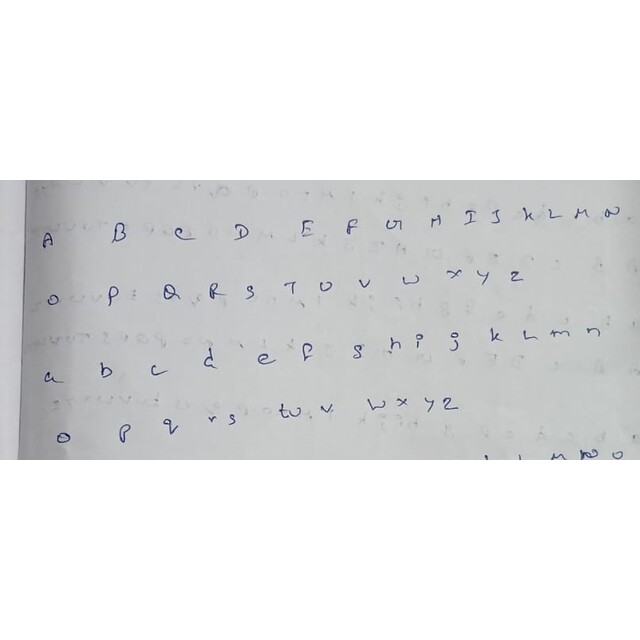 A B C D E F G H I J K L M N
O P Q R S T U V W X Y Z
a b c d e f g h i j k l m n
o p q r s t u v w x y z